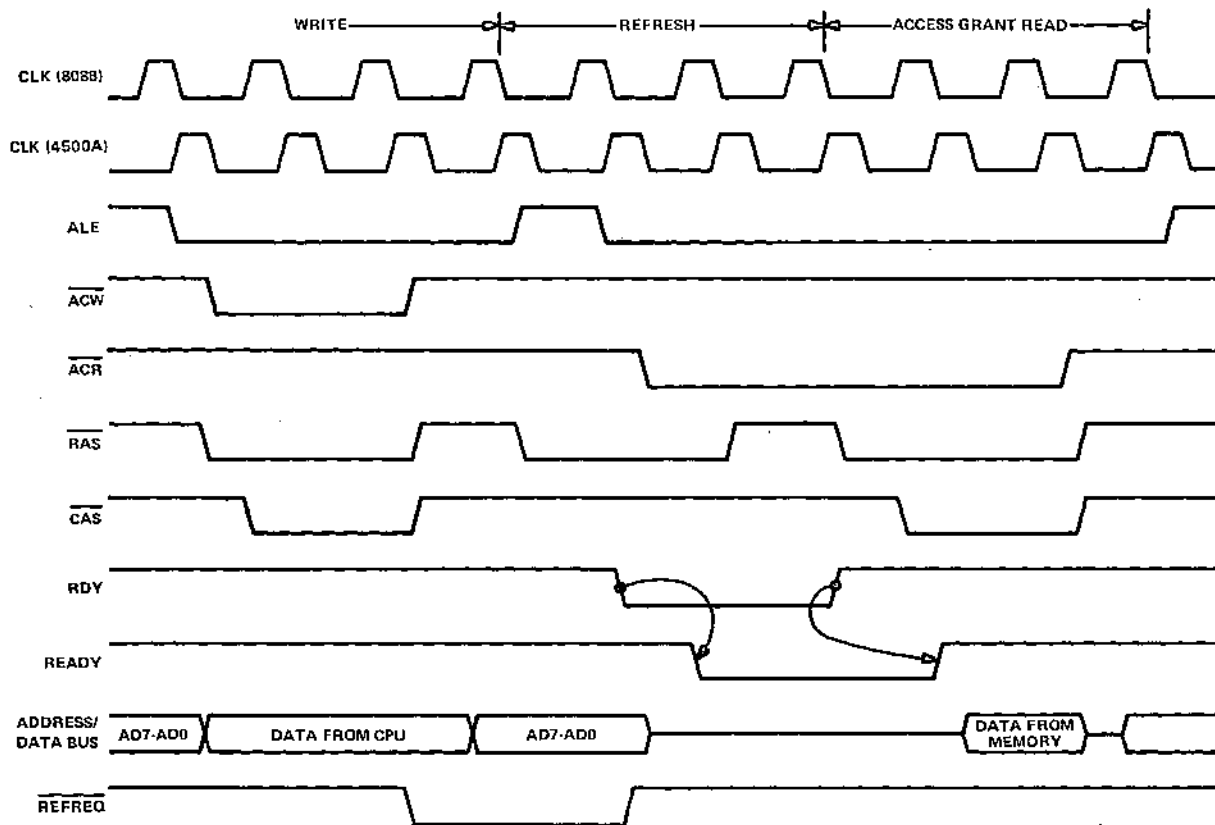 WRITE REFRESH ACCESS GRANT READ
CLK (8088)
CLK (4500A)
ALE
ACW
ACR
RAS
CAS
RDY
READY
ADDRESS/
DATA BUS
AD7-AD0 DATA FROM CPU AD7-AD0 DATA FROM
MEMORY
REFREQ